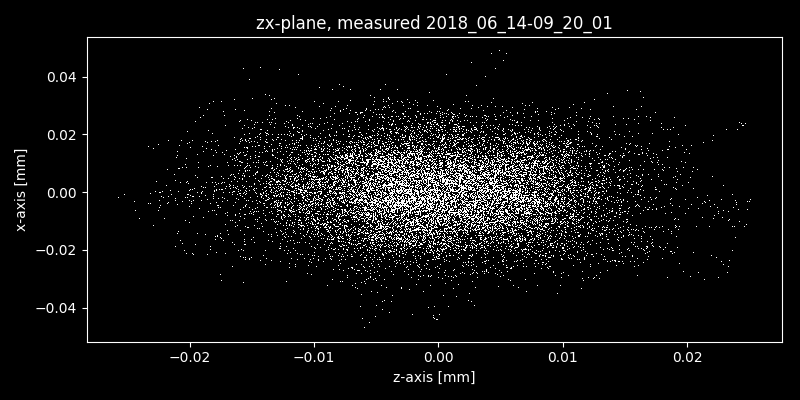 zx-plane, measured 2018_06_14-09_20_01
0.04
0.02
0.00
−0.02
−0.04
x-axis [mm]
−0.02 −0.01 0.00 0.01 0.02
z-axis [mm]